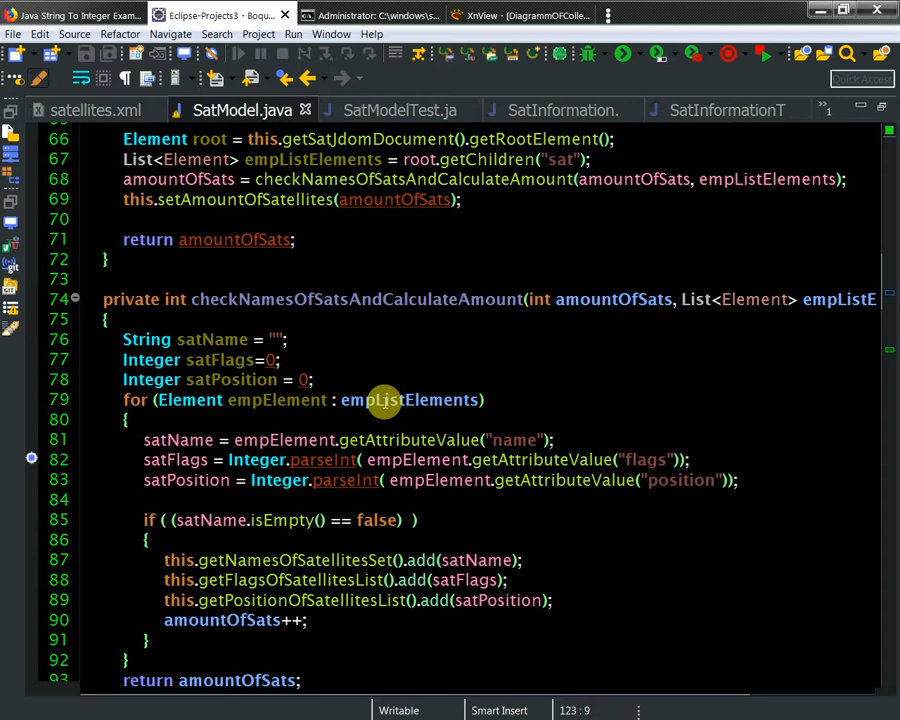 Java String To Integer Exam... Eclipse-Projects3 - Boqu... Administrator: C:\windows\s... XnView - [DiagrammOfColle...
File Edit Source Refactor Navigate Search Project Run Window Help
Quick Access
satellites.xml SatModel.java SatModelTest.ja SatInformation. SatInformationT »1
66 Element root = this.getSatJdomDocument().getRootElement();
67 List<Element> empListElements = root.getChildren("sat");
68 amountOfSats = checkNamesOfSatsAndCalculateAmount(amountOfSats, empListElements);
69 this.setAmountOfSatellites(amountOfSats);
70
71 return amountOfSats;
72 }
73
74 private int checkNamesOfSatsAndCalculateAmount(int amountOfSats, List<Element> empListE
75 {
76 String satName = "";
77 Integer satFlags=0;
78 Integer satPosition = 0;
79 for (Element empElement : empListElements)
80 {
81 satName = empElement.getAttributeValue("name");
82 satFlags = Integer.parseInt( empElement.getAttributeValue("flags"));
83 satPosition = Integer.parseInt( empElement.getAttributeValue("position"));
84
85 if ( (satName.isEmpty() == false) )
86 {
87 this.getNamesOfSatellitesSet().add(satName);
88 this.getFlagsOfSatellitesList().add(satFlags);
89 this.getPositionOfSatellitesList().add(satPosition);
90 amountOfSats++;
91 }
92 }
93 return amountOfSats;
Writable Smart Insert 123 : 9